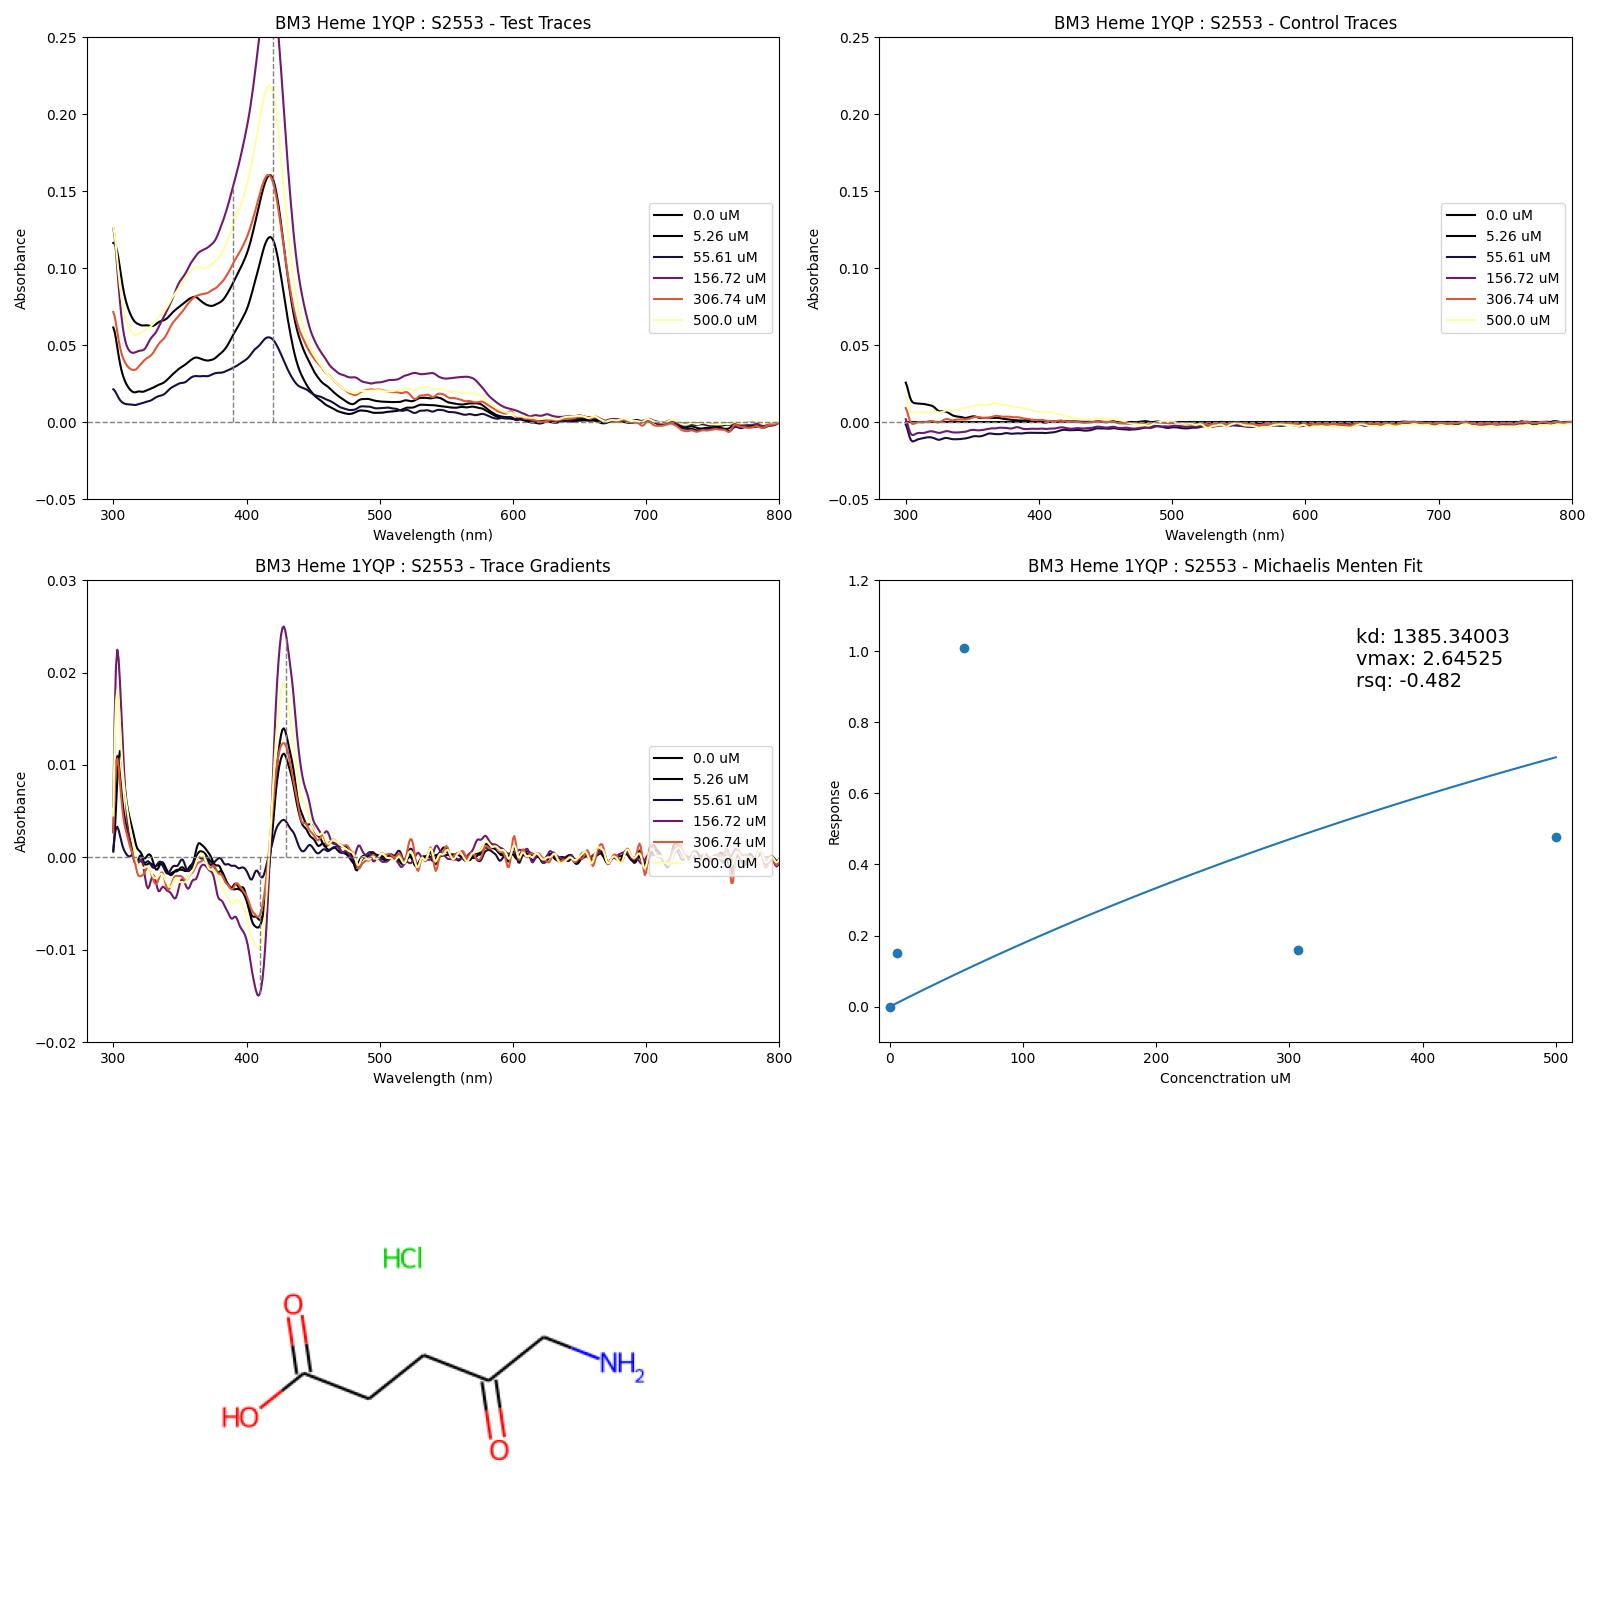 BM3 Heme 1YQP : S2553 - Test Traces
0.25
0.20
0.15
0.10
0.05
0.00
−0.05
Absorbance
300 400 500 600 700 800
Wavelength (nm)
0.0 uM
5.26 uM
55.61 uM
156.72 uM
306.74 uM
500.0 uM
BM3 Heme 1YQP : S2553 - Control Traces
0.25
0.20
0.15
0.10
0.05
0.00
−0.05
Absorbance
300 400 500 600 700 800
Wavelength (nm)
0.0 uM
5.26 uM
55.61 uM
156.72 uM
306.74 uM
500.0 uM
BM3 Heme 1YQP : S2553 - Trace Gradients
0.03
0.02
0.01
0.00
−0.01
−0.02
Absorbance
300 400 500 600 700 800
Wavelength (nm)
0.0 uM
5.26 uM
55.61 uM
156.72 uM
306.74 uM
500.0 uM
BM3 Heme 1YQP : S2553 - Michaelis Menten Fit
1.2
1.0
0.8
0.6
0.4
0.2
0.0
Response
0 100 200 300 400 500
Concenctration uM
kd: 1385.34003
vmax: 2.64525
rsq: -0.482
HCl
O
HO
O
NH2